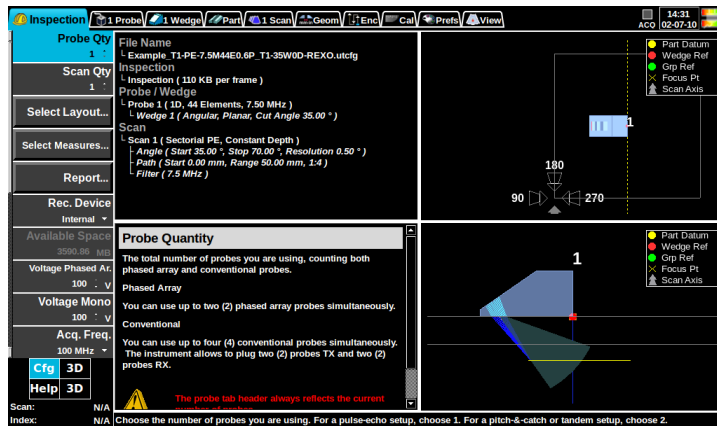 Inspection
1 Probe
1 Wedge
Part
1 Scan
Geom
Enc
Cal
Prefs
View
ACQ
14:31
02-07-10
Probe Qty
1
Scan Qty
1
Select Layout...
Select Measures...
Report...
Rec. Device
Internal
Available Space
3590.86 MB
Voltage Phased Ar.
100 V
Voltage Mono
100 V
Acq. Freq.
100 MHz
Cfg 3D
Help 3D
Scan: N/A
Index: N/A
File Name
└ Example_T1-PE-7.5M44E0.6P_T1-35W0D-REXO.utcfg
Inspection
└ Inspection ( 110 KB per frame )
Probe / Wedge
└ Probe 1 (1D, 44 Elements, 7.50 MHz )
└ Wedge 1 ( Angular, Planar, Cut Angle 35.00 ° )
Scan
└ Scan 1 ( Sectorial PE, Constant Depth )
├ Angle ( Start 35.00 °, Stop 70.00 °, Resolution 0.50 ° )
├ Path ( Start 0.00 mm, Range 50.00 mm, 1:4 )
└ Filter ( 7.5 MHz )
Probe Quantity
The total number of probes you are using, counting both
phased array and conventional probes.
Phased Array
You can use up to two (2) phased array probes simultaneously.
Conventional
You can use up to four (4) conventional probes simultaneously.
The instrument allows to plug two (2) probes TX and two (2)
probes RX.
The probe tab header always reflects the current
number of probes.
Part Datum
Wedge Ref
Grp Ref
Focus Pt
Scan Axis
1
180
90
270
Part Datum
Wedge Ref
Grp Ref
Focus Pt
Scan Axis
1
Choose the number of probes you are using. For a pulse-echo setup, choose 1. For a pitch-&-catch or tandem setup, choose 2.